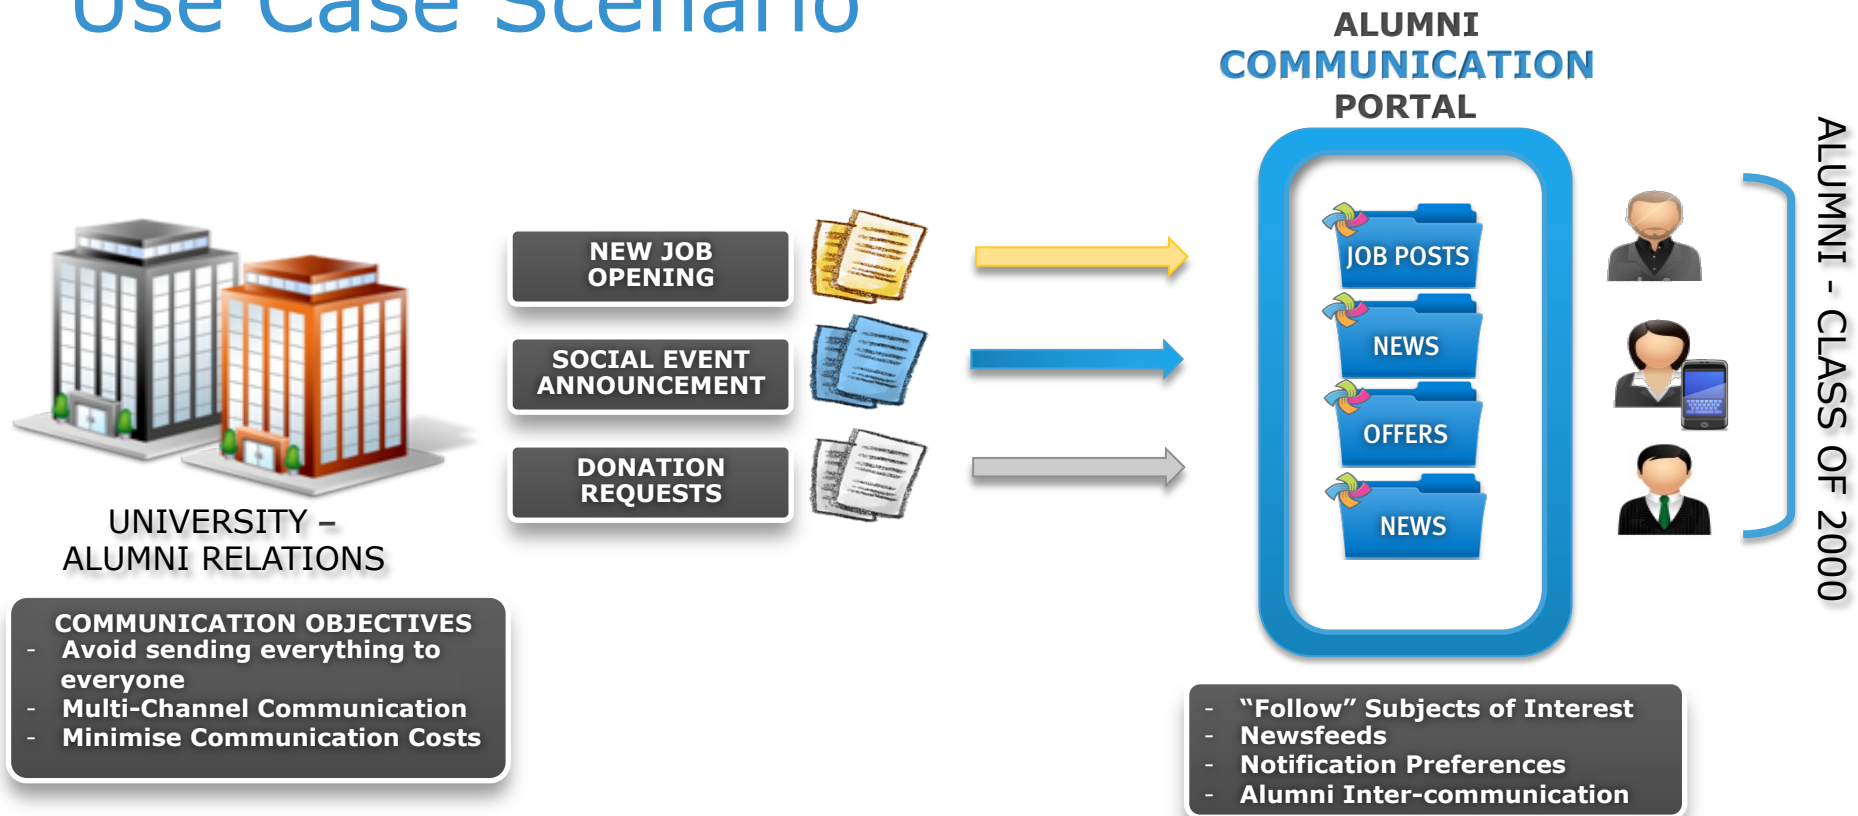 Use Case Scenario
ALUMNI
COMMUNICATION
PORTAL
NEW JOB
OPENING
SOCIAL EVENT
ANNOUNCEMENT
DONATION
REQUESTS
JOB POSTS
NEWS
OFFERS
NEWS
ALUMNI - CLASS OF 2000
UNIVERSITY –
ALUMNI RELATIONS
COMMUNICATION OBJECTIVES
- Avoid sending everything to
everyone
- Multi-Channel Communication
- Minimise Communication Costs
- “Follow” Subjects of Interest
- Newsfeeds
- Notification Preferences
- Alumni Inter-communication